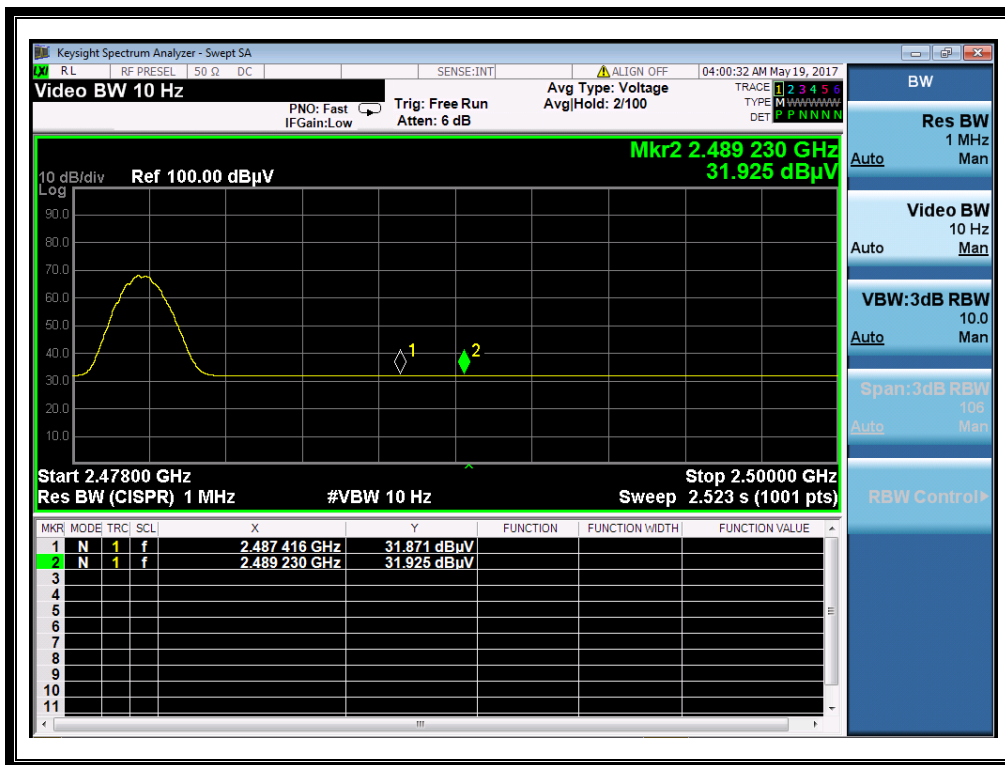 Keysight Spectrum Analyzer - Swept SA
LXI RL RF PRESEL 50 Ω DC SENSE:INT ALIGN OFF 04:00:32 AM May 19, 2017
Video BW 10 Hz
PNO: Fast
IFGain:Low
Trig: Free Run
Atten: 6 dB
Avg Type: Voltage
Avg|Hold: 2/100
TRACE 1 2 3 4 5 6
TYPE M W W W W W
DET P P N N N N
Mkr2 2.489 230 GHz
31.925 dBµV
10 dB/div Ref 100.00 dBµV
Log
90.0
80.0
70.0
60.0
50.0
40.0
30.0
20.0
10.0
1
2
Start 2.47800 GHz Stop 2.50000 GHz
Res BW (CISPR) 1 MHz #VBW 10 Hz Sweep 2.523 s (1001 pts)
MKR MODE TRC SCL X Y FUNCTION FUNCTION WIDTH FUNCTION VALUE
1 N 1 f 2.487 416 GHz 31.871 dBµV
2 N 1 f 2.489 230 GHz 31.925 dBµV
3
4
5
6
7
8
9
10
11
BW
Res BW
1 MHz
Auto Man
Video BW
10 Hz
Auto Man
VBW:3dB RBW
10.0
Auto Man
Span:3dB RBW
106
Auto Man
RBW Control